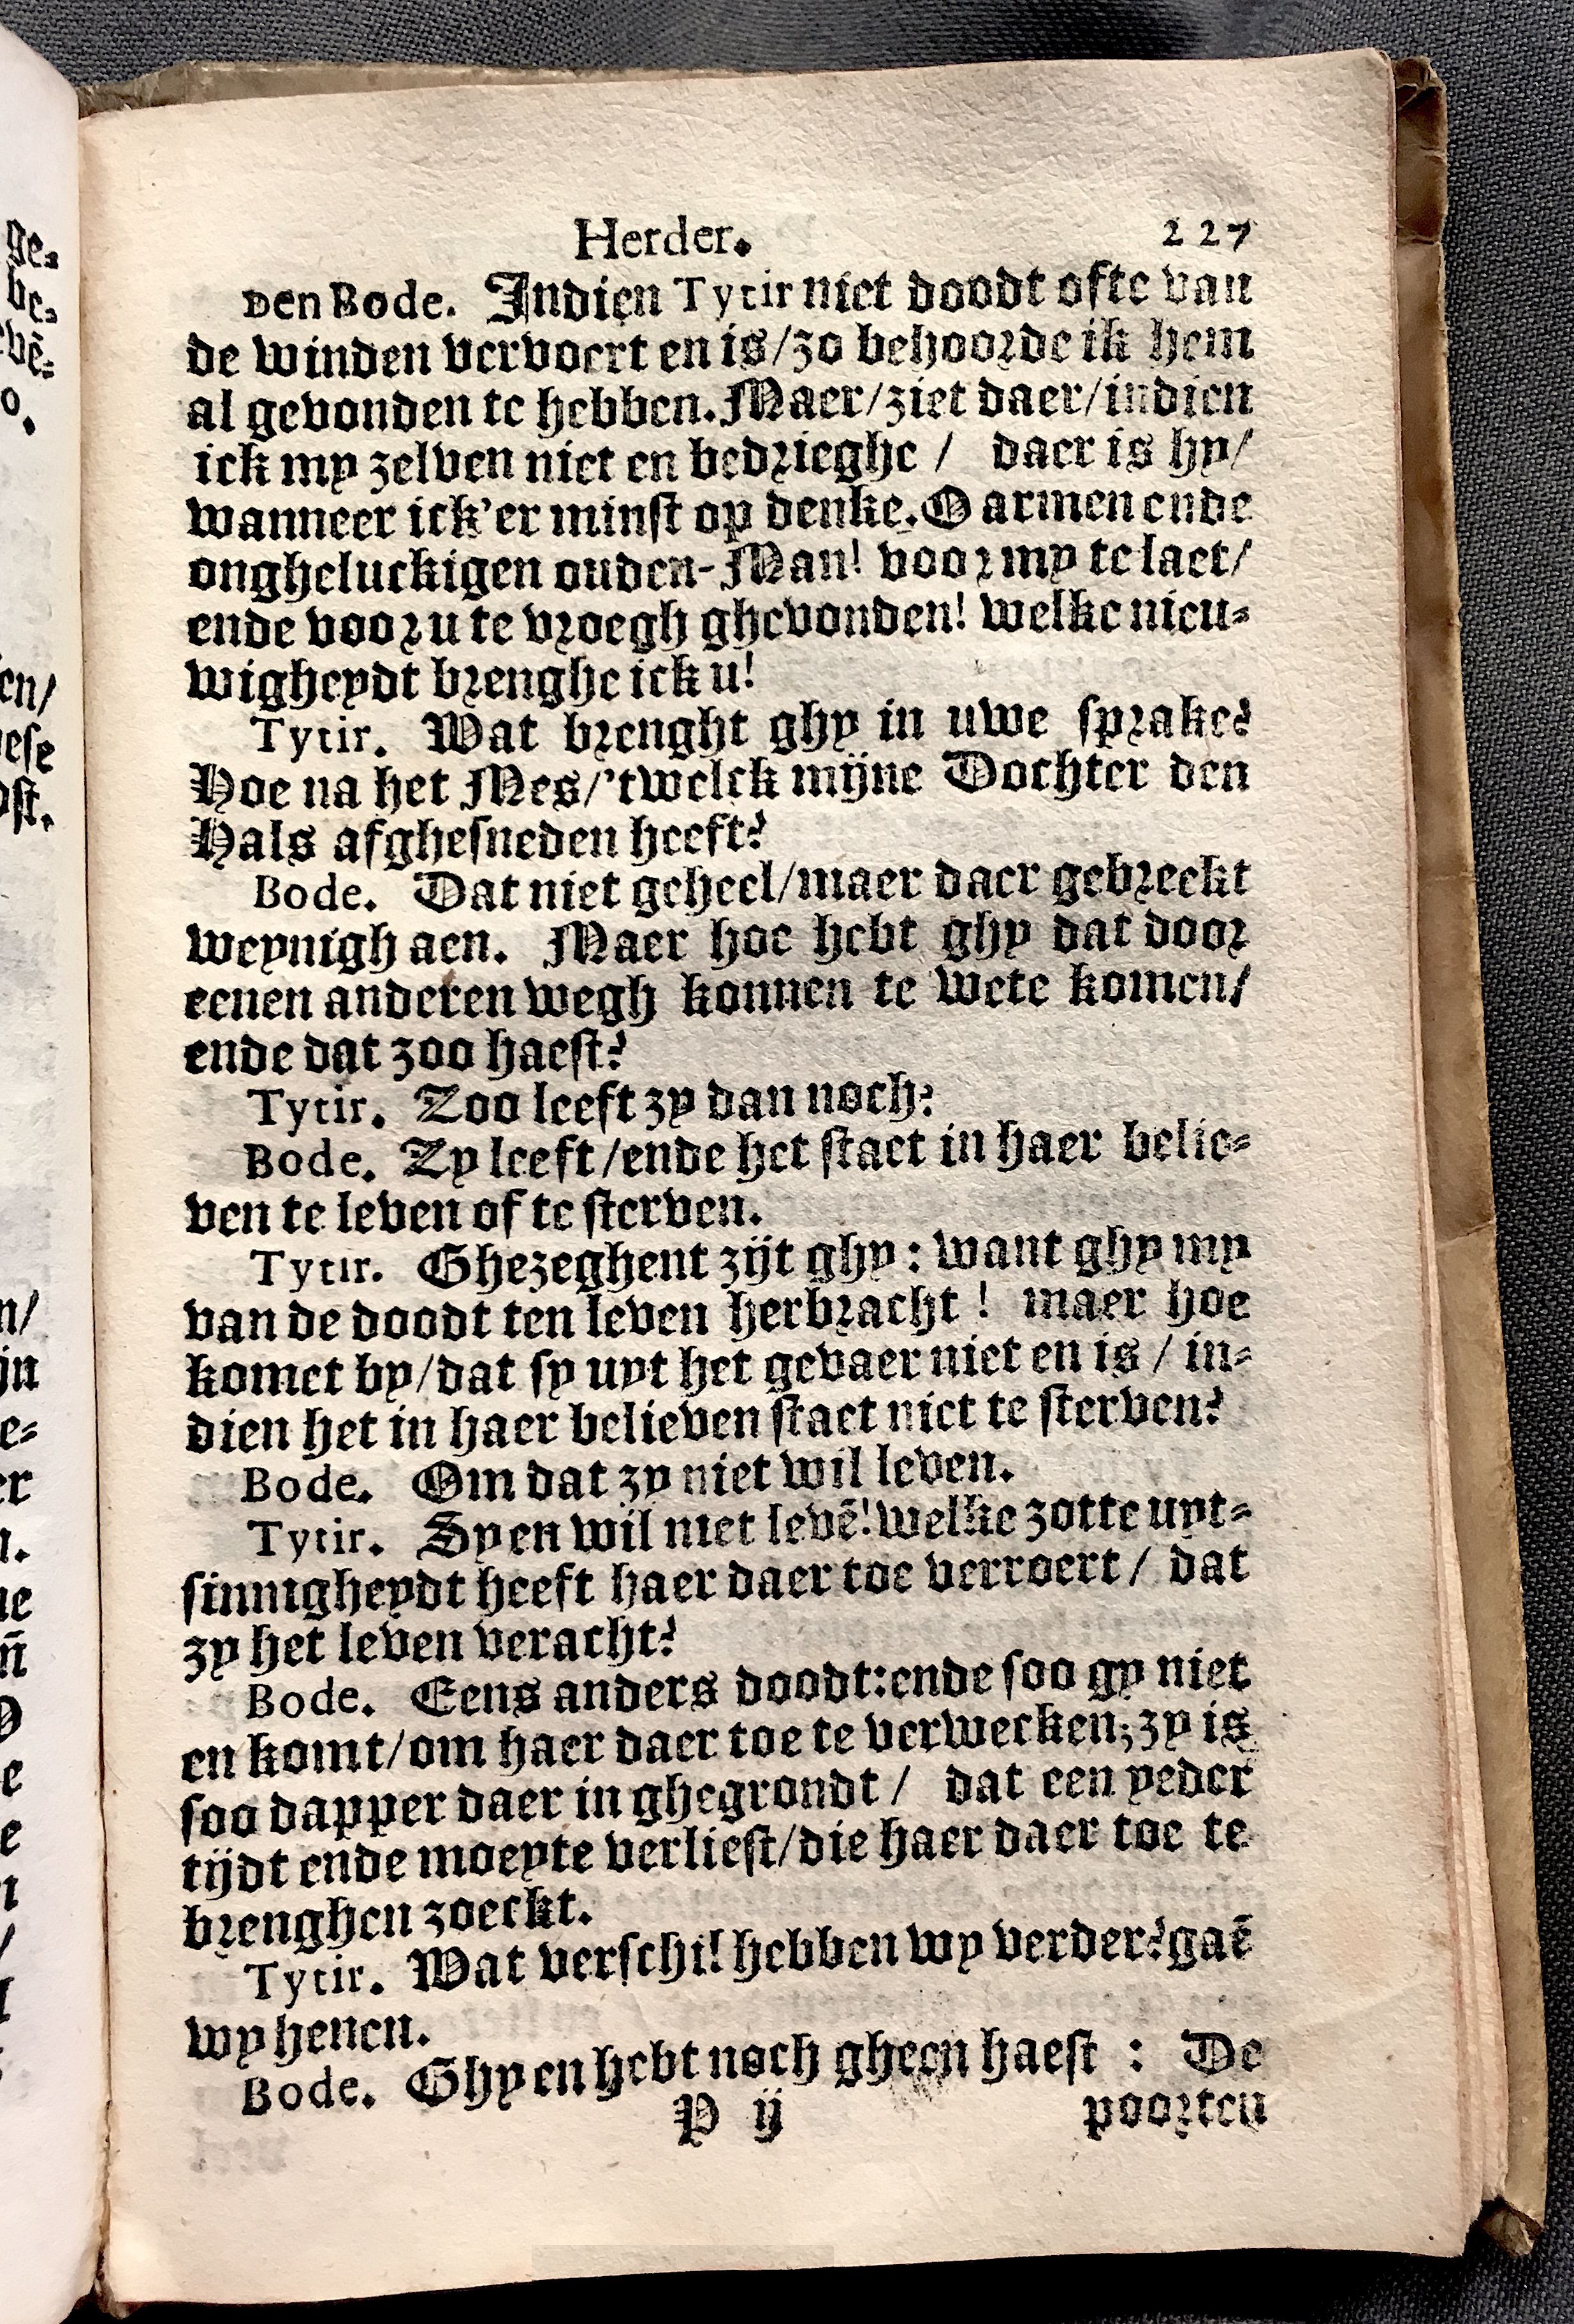 Herder. 227
Den Bode. Indien Tytir niet doodt ofte van
de winden vervoert en is/zo behoorde ik hem
al gevonden te hebben. Maer/ziet daer/indien
ick my zelven niet en bedrieghe / daer is hy/
wanneer ick'er minst op denke. O armen ende
ongheluckigen ouden-Man! voor my te laet/
ende voor u te vroegh ghevonden! welke nieu-
wigheydt brenghe ick u!
Tytir. Wat brenght ghy in uwe sprake?
Hoe na het Mes/'twelck mijne Dochter den
Hals afghesneden heeft?
Bode. Dat niet geheel/maer daer gebreekt
weynigh aen. Maer hoe hebt ghy dat door
eenen anderen wegh konnen te wete komen/
ende dat zoo haest?
Tytir. Zoo leeft zy dan noch?
Bode. Zy leeft/ende het staet in haer belie-
ven te leven of te sterven.
Tytir. Ghezeghent zijt ghy : want ghy my
van de doodt ten leven herbracht ! maer hoe
komet by/dat sy uyt het gevaer niet en is / in-
dien het in haer believen staet niet te sterven?
Bode. Om dat zy niet wil leven.
Tytir. Sy en wil niet levē! welke zotte uyt-
sinnigheydt heeft haer daer toe verroert / dat
zy het leven veracht?
Bode. Eens anders doodt: ende soo gy niet
en komt/om haer daer toe te verwecken; zy is
soo dapper daer in ghegrondt / dat een yeder
tijdt ende moeyte verliest/die haer daer toe te
brenghen zoeckt.
Tytir. Wat verschil hebben wy verder? gaē
wy henen.
Bode. Ghy en hebt noch gheen haest : De
P ij poorten
ge-
be-
evē-
o.
en/
ese
dst.
n/
jn
e-
er
n.
ne
n̄
O
e
e
n
/